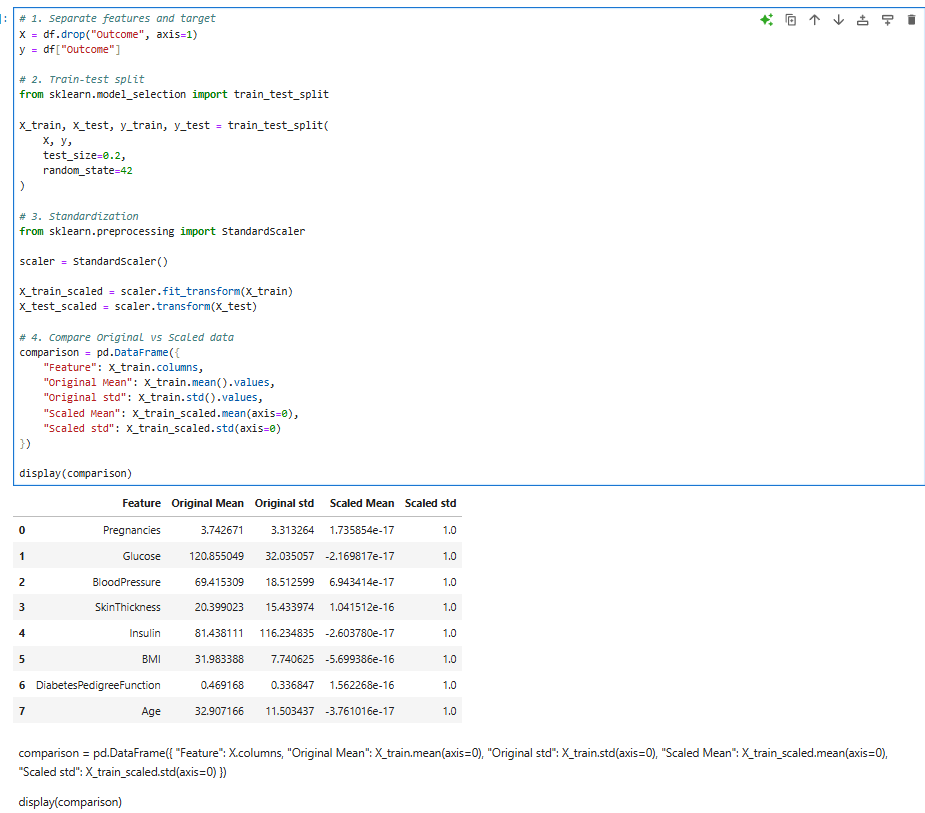 ]:
# 1. Separate features and target
X = df.drop("Outcome", axis=1)
y = df["Outcome"]

# 2. Train-test split
from sklearn.model_selection import train_test_split

X_train, X_test, y_train, y_test = train_test_split(
    X, y,
    test_size=0.2,
    random_state=42
)

# 3. Standardization
from sklearn.preprocessing import StandardScaler

scaler = StandardScaler()

X_train_scaled = scaler.fit_transform(X_train)
X_test_scaled = scaler.transform(X_test)

# 4. Compare Original vs Scaled data
comparison = pd.DataFrame({
    "Feature": X_train.columns,
    "Original Mean": X_train.mean().values,
    "Original std": X_train.std().values,
    "Scaled Mean": X_train_scaled.mean(axis=0),
    "Scaled std": X_train_scaled.std(axis=0)
})

display(comparison)

Feature Original Mean Original std Scaled Mean Scaled std
0 Pregnancies 3.742671 3.313264 1.735854e-17 1.0
1 Glucose 120.855049 32.035057 -2.169817e-17 1.0
2 BloodPressure 69.415309 18.512599 6.943414e-17 1.0
3 SkinThickness 20.399023 15.433974 1.041512e-16 1.0
4 Insulin 81.438111 116.234835 -2.603780e-17 1.0
5 BMI 31.983388 7.740625 -5.699386e-16 1.0
6 DiabetesPedigreeFunction 0.469168 0.336847 1.562268e-16 1.0
7 Age 32.907166 11.503437 -3.761016e-17 1.0

comparison = pd.DataFrame({ "Feature": X.columns, "Original Mean": X_train.mean(axis=0), "Original std": X_train.std(axis=0), "Scaled Mean": X_train_scaled.mean(axis=0),
"Scaled std": X_train_scaled.std(axis=0) })

display(comparison)